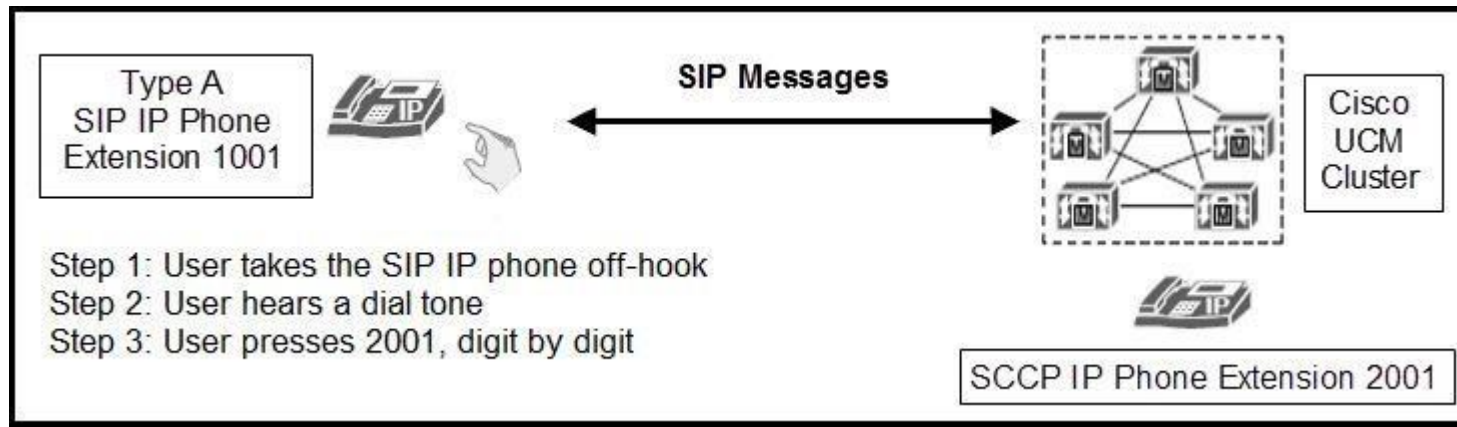 Type A
SIP IP Phone
Extension 1001
IP
SIP Messages
M
M
M
M
M
Cisco
UCM
Cluster
Step 1: User takes the SIP IP phone off-hook
Step 2: User hears a dial tone
Step 3: User presses 2001, digit by digit
IP
SCCP IP Phone Extension 2001